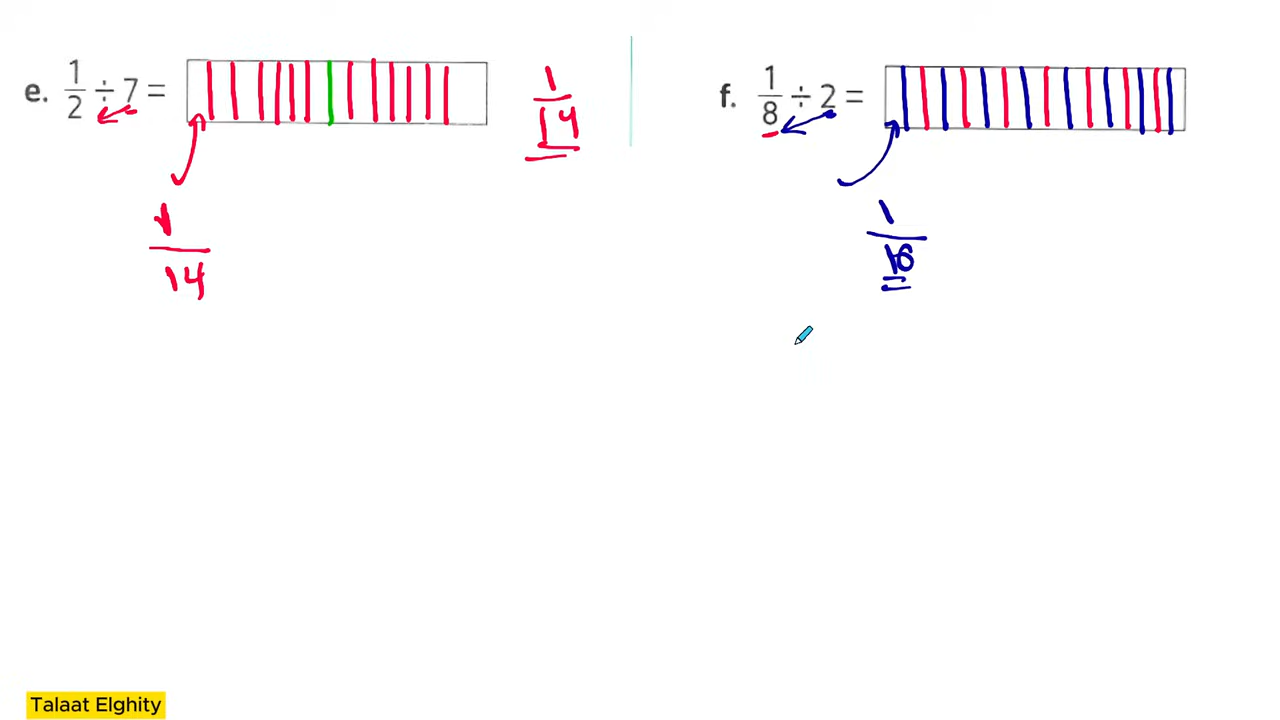 e. 1/2 ÷ 7 =
1/14
1/14
f. 1/8 ÷ 2 =
1/16
Talaat Elghity